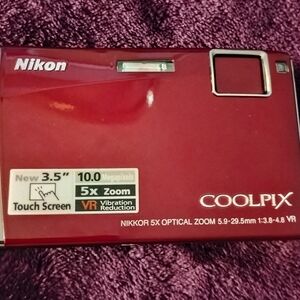 Nikon
New 3.5"
Touch Screen
10.0 Megapixels
5x Zoom
VR Vibration
Reduction
COOLPIX
NIKKOR 5X OPTICAL ZOOM 5.9-29.5mm 1:3.8-4.8 VR